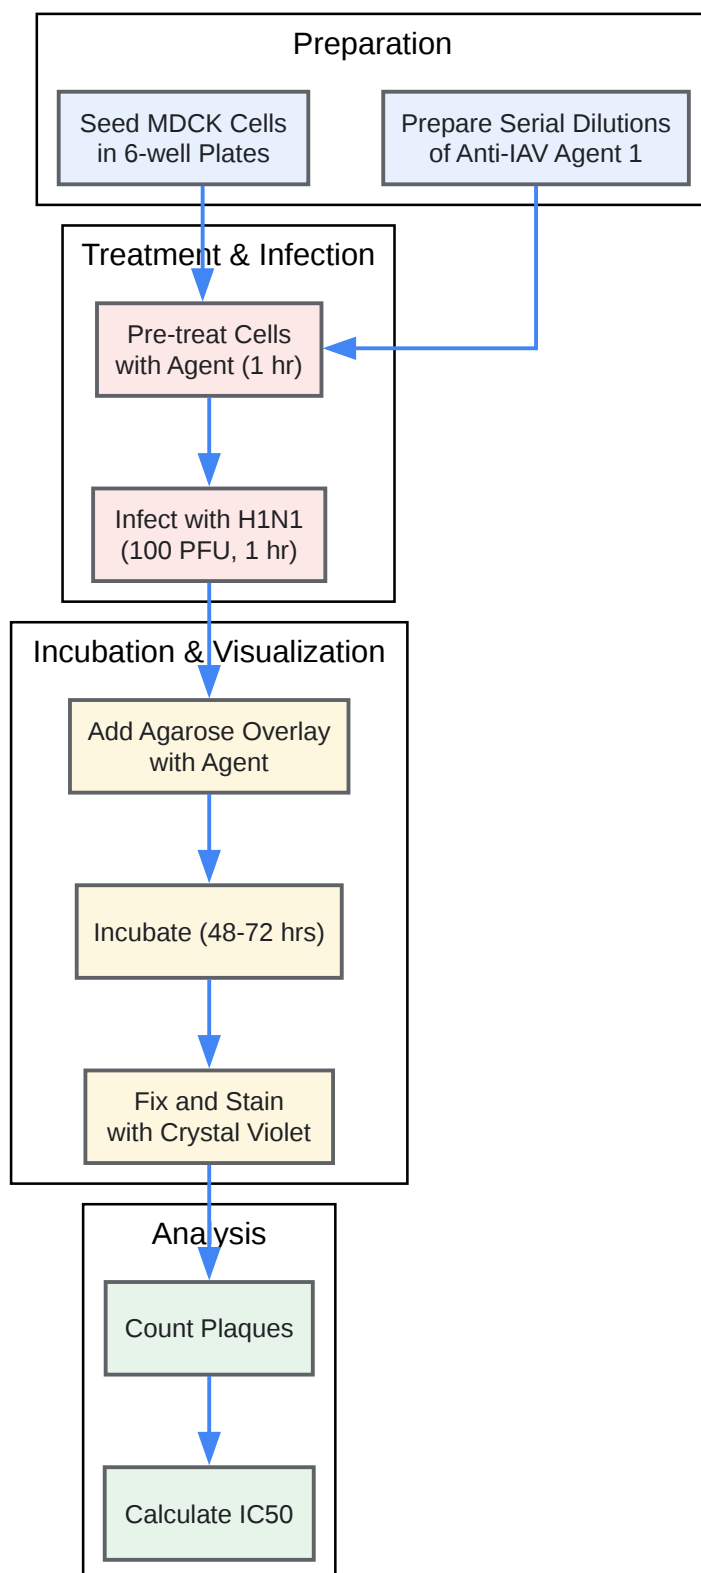 Preparation
Seed MDCK Cells
in 6-well Plates
Prepare Serial Dilutions
of Anti-IAV Agent 1
Treatment & Infection
Pre-treat Cells
with Agent (1 hr)
Infect with H1N1
(100 PFU, 1 hr)
Incubation & Visualization
Add Agarose Overlay
with Agent
Incubate (48-72 hrs)
Fix and Stain
with Crystal Violet
Analysis
Count Plaques
Calculate IC50